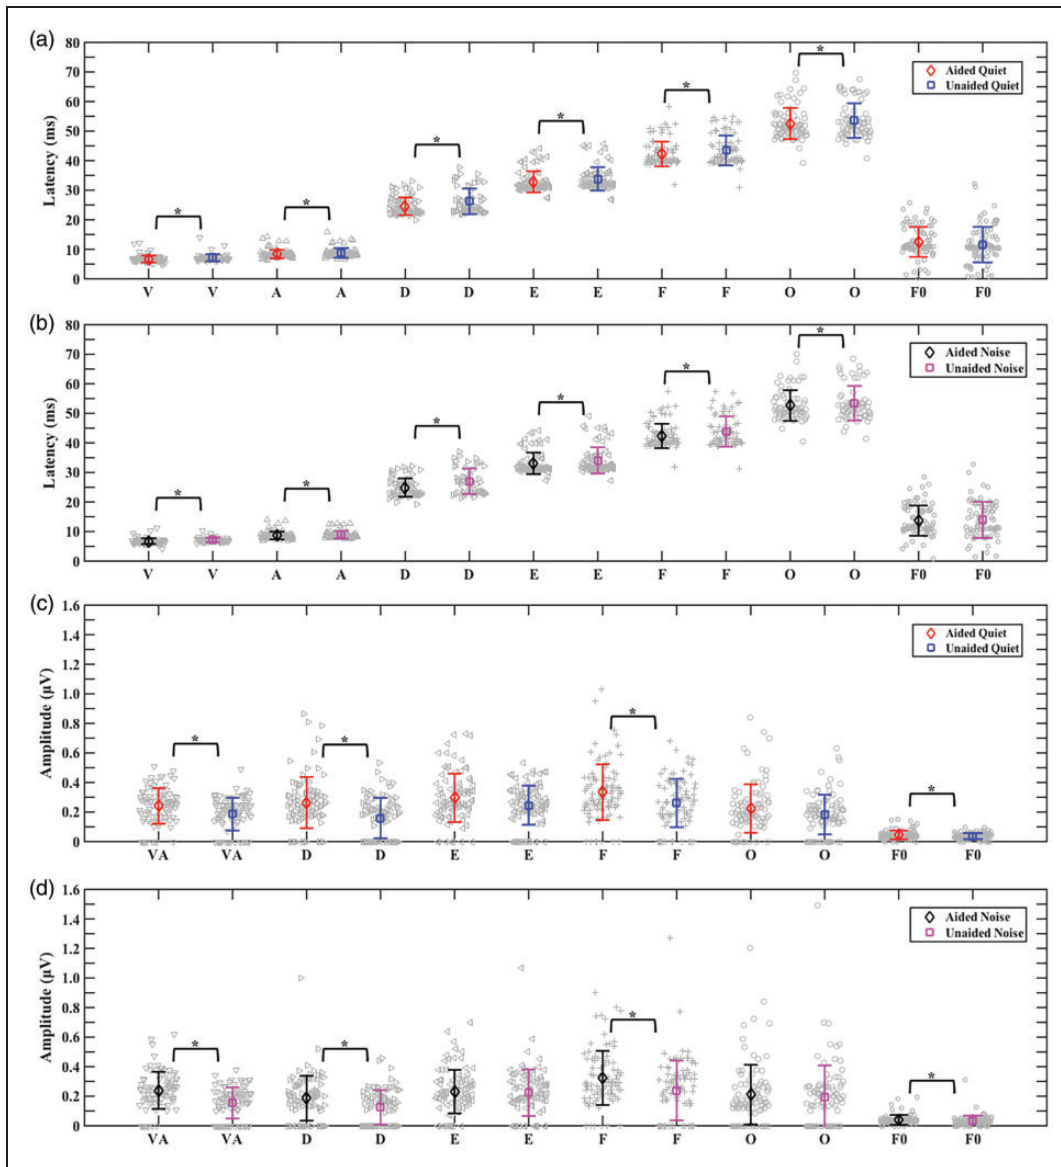 (a)
80
70
60
50
40
30
20
10
0
Latency (ms)
* * * * * *
Aided Quiet
Unaided Quiet
V V A A D D E E F F O O F0 F0
(b)
80
70
60
50
40
30
20
10
0
Latency (ms)
* * * * * *
Aided Noise
Unaided Noise
V V A A D D E E F F O O F0 F0
(c)
1.6
1.4
1.2
1.0
0.8
0.6
0.4
0.2
0
Amplitude (µV)
* * * *
Aided Quiet
Unaided Quiet
VA VA D D E E F F O O F0 F0
(d)
1.6
1.4
1.2
1.0
0.8
0.6
0.4
0.2
0
Amplitude (µV)
* * * *
Aided Noise
Unaided Noise
VA VA D D E E F F O O F0 F0